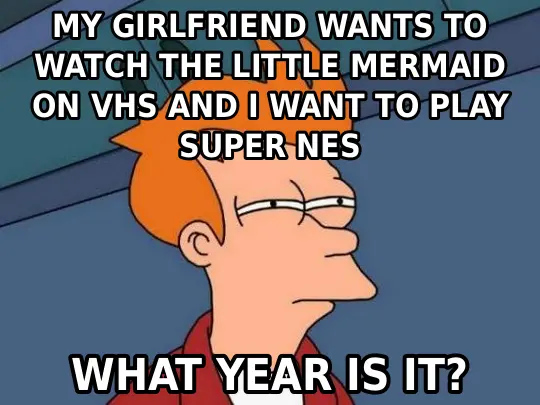 MY GIRLFRIEND WANTS TO
WATCH THE LITTLE MERMAID
ON VHS AND I WANT TO PLAY
SUPER NES
WHAT YEAR IS IT?